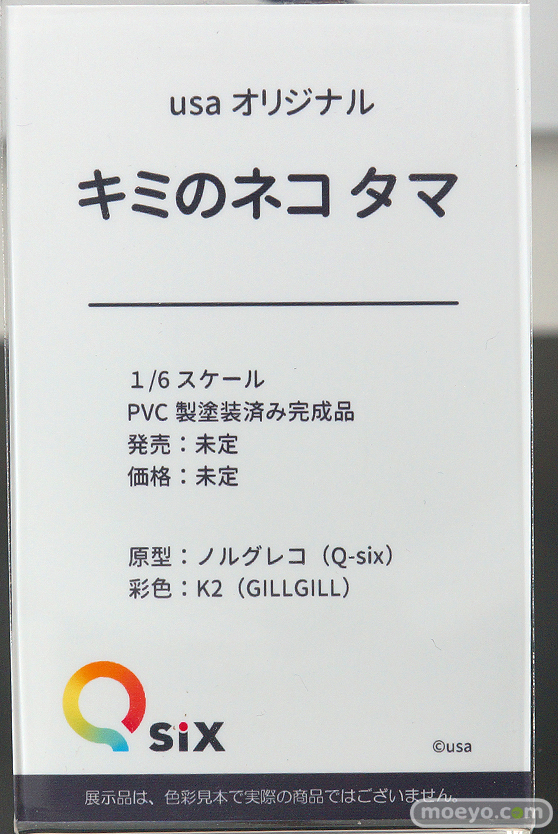 usa オリジナル
キミのネコ タマ
1/6 スケール
PVC 製塗装済み完成品
発売：未定
価格：未定
原型：ノルグレコ（Q-six）
彩色：K2（GILLGILL）
Q six
©usa
展示品は、色彩見本で実際の商品ではございません。
moeyo.com